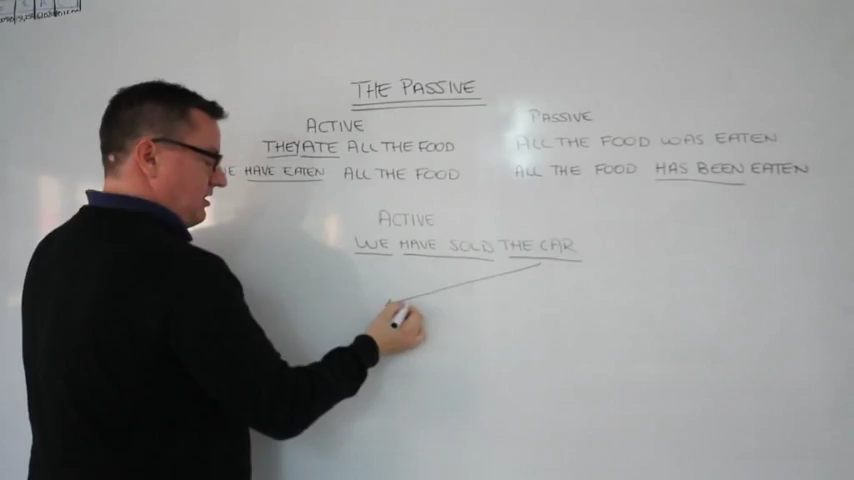 THE PASSIVE
ACTIVE
PASSIVE
THEY ATE ALL THE FOOD
ALL THE FOOD WAS EATEN
HAVE EATEN ALL THE FOOD
ALL THE FOOD HAS BEEN EATEN
ACTIVE
WE HAVE SOLD THE CAR